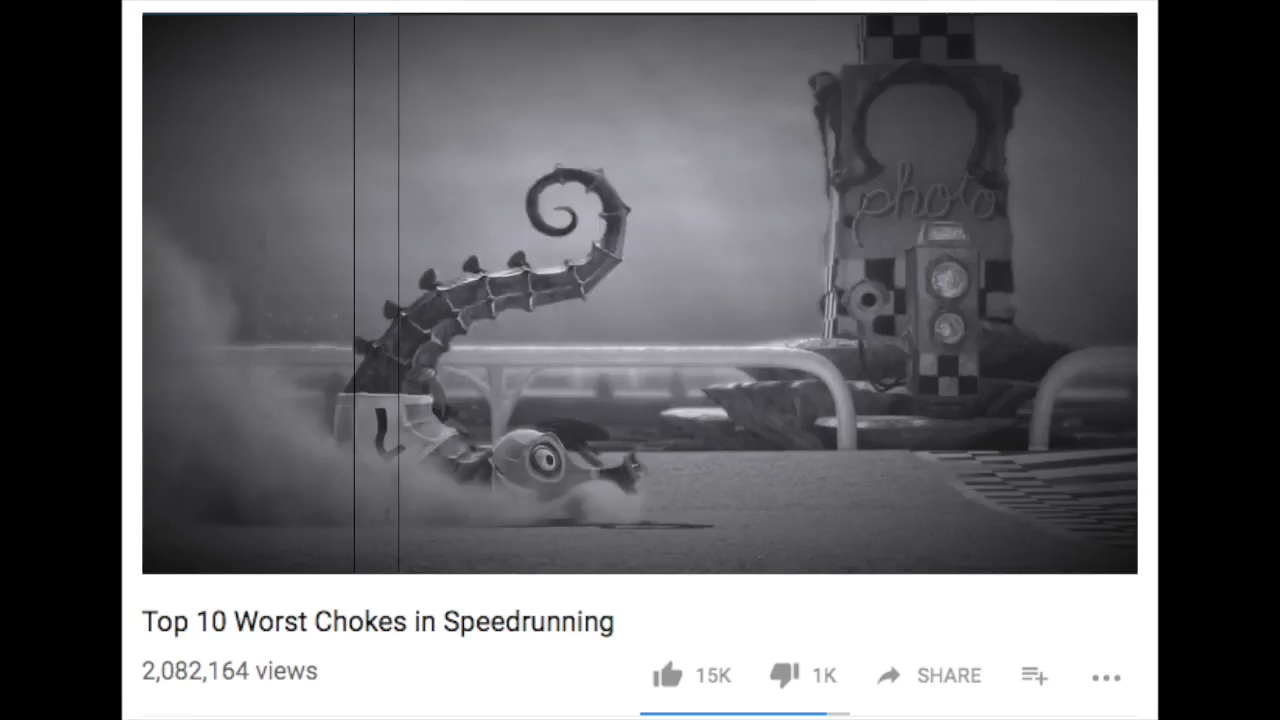 photo
Top 10 Worst Chokes in Speedrunning
2,082,164 views
15K
1K
SHARE